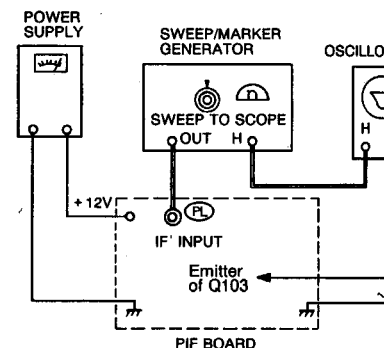 POWER
SUPPLY
SWEEP/MARKER
GENERATOR
OSCILLO
n
SWEEP TO SCOPE
OUT H
H
+ 12V
PL
IF' INPUT
Emitter
of Q103
PIF BOARD